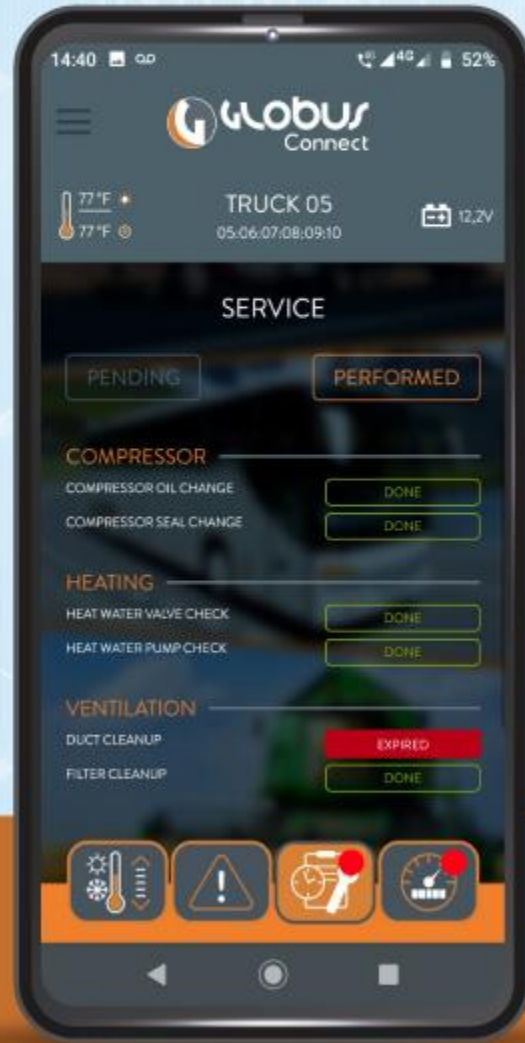 14:40 4G 52%
GLOBUS
Connect
77°F TRUCK 05 12,2V
77°F 05:06:07:08:09:10
SERVICE
PENDING PERFORMED
COMPRESSOR
COMPRESSOR OIL CHANGE DONE
COMPRESSOR SEAL CHANGE DONE
HEATING
HEAT WATER VALVE CHECK DONE
HEAT WATER PUMP CHECK DONE
VENTILATION
DUCT CLEANUP EXPIRED
FILTER CLEANUP DONE